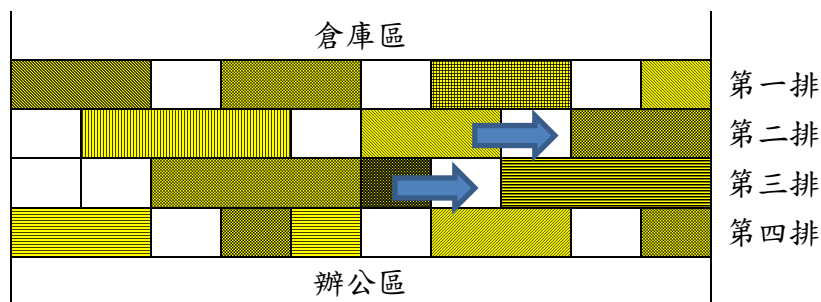 倉庫區
第一排
第二排
第三排
第四排
辦公區